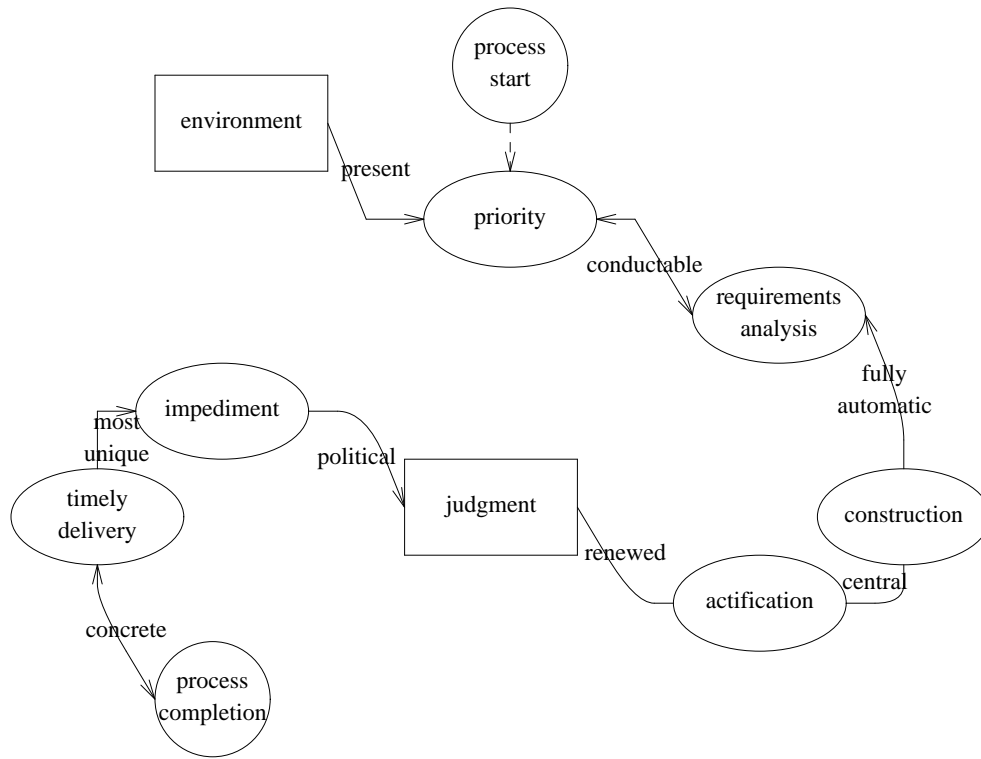 process
start
environment
present
priority
conductable
requirements
analysis
fully
automatic
impediment
most
unique
political
timely
delivery
judgment
construction
renewed
central
actification
concrete
process
completion